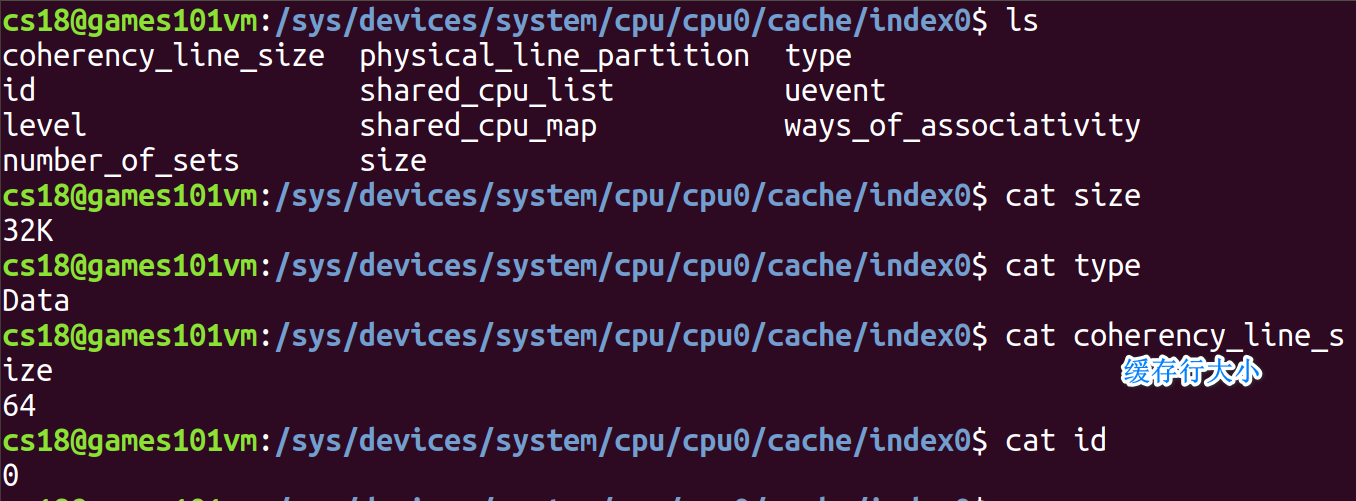 cs18@games101vm:/sys/devices/system/cpu/cpu0/cache/index0$ ls
coherency_line_size  physical_line_partition  type
id                   shared_cpu_list          uevent
level                shared_cpu_map           ways_of_associativity
number_of_sets       size
cs18@games101vm:/sys/devices/system/cpu/cpu0/cache/index0$ cat size
32K
cs18@games101vm:/sys/devices/system/cpu/cpu0/cache/index0$ cat type
Data
cs18@games101vm:/sys/devices/system/cpu/cpu0/cache/index0$ cat coherency_line_s
ize
缓存行大小
64
cs18@games101vm:/sys/devices/system/cpu/cpu0/cache/index0$ cat id
0